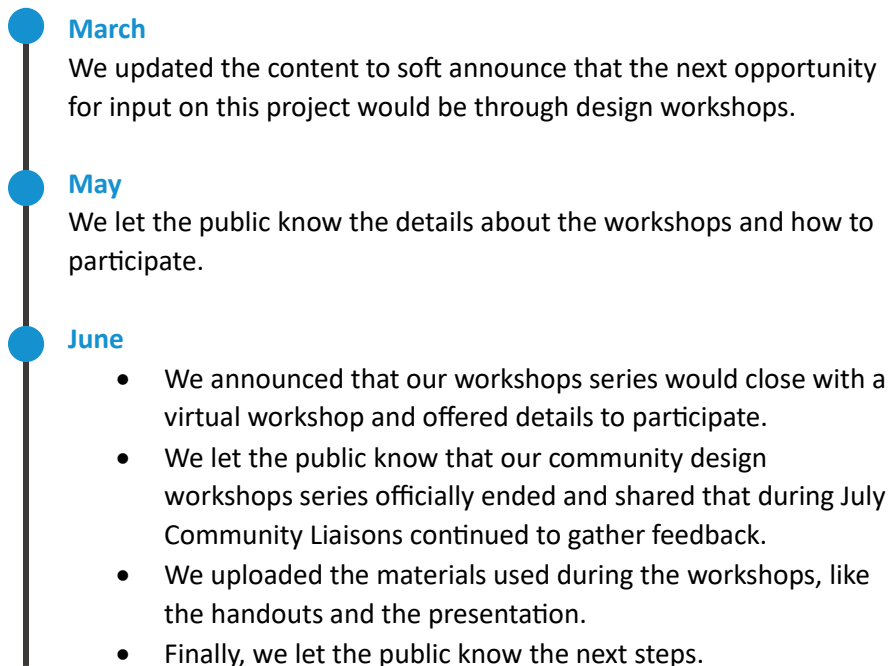 March
We updated the content to soft announce that the next opportunity
for input on this project would be through design workshops.
May
We let the public know the details about the workshops and how to
participate.
June
• We announced that our workshops series would close with a
virtual workshop and offered details to participate.
• We let the public know that our community design
workshops series officially ended and shared that during July
Community Liaisons continued to gather feedback.
• We uploaded the materials used during the workshops, like
the handouts and the presentation.
• Finally, we let the public know the next steps.